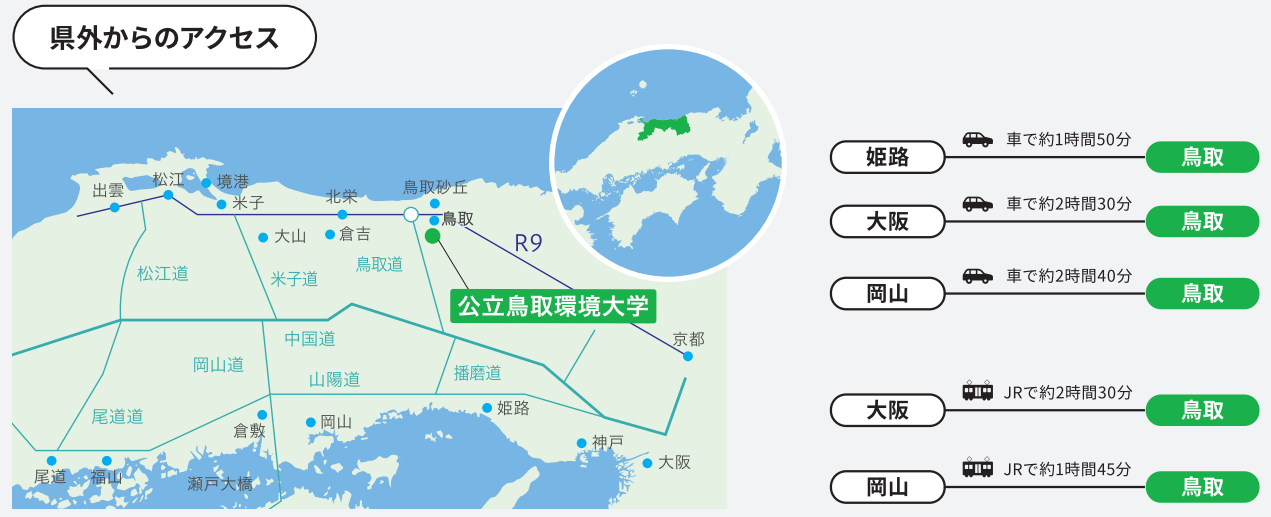 県外からのアクセス
出雲
松江
境港
米子
北栄
鳥取砂丘
鳥取
大山
倉吉
R9
松江道
米子道
鳥取道
公立鳥取環境大学
中国道
京都
岡山道
山陽道
播磨道
尾道道
倉敷
岡山
姫路
神戸
大阪
尾道
福山
瀬戸大橋
姫路
車で約1時間50分
鳥取
大阪
車で約2時間30分
鳥取
岡山
車で約2時間40分
鳥取
大阪
JRで約2時間30分
鳥取
岡山
JRで約1時間45分
鳥取